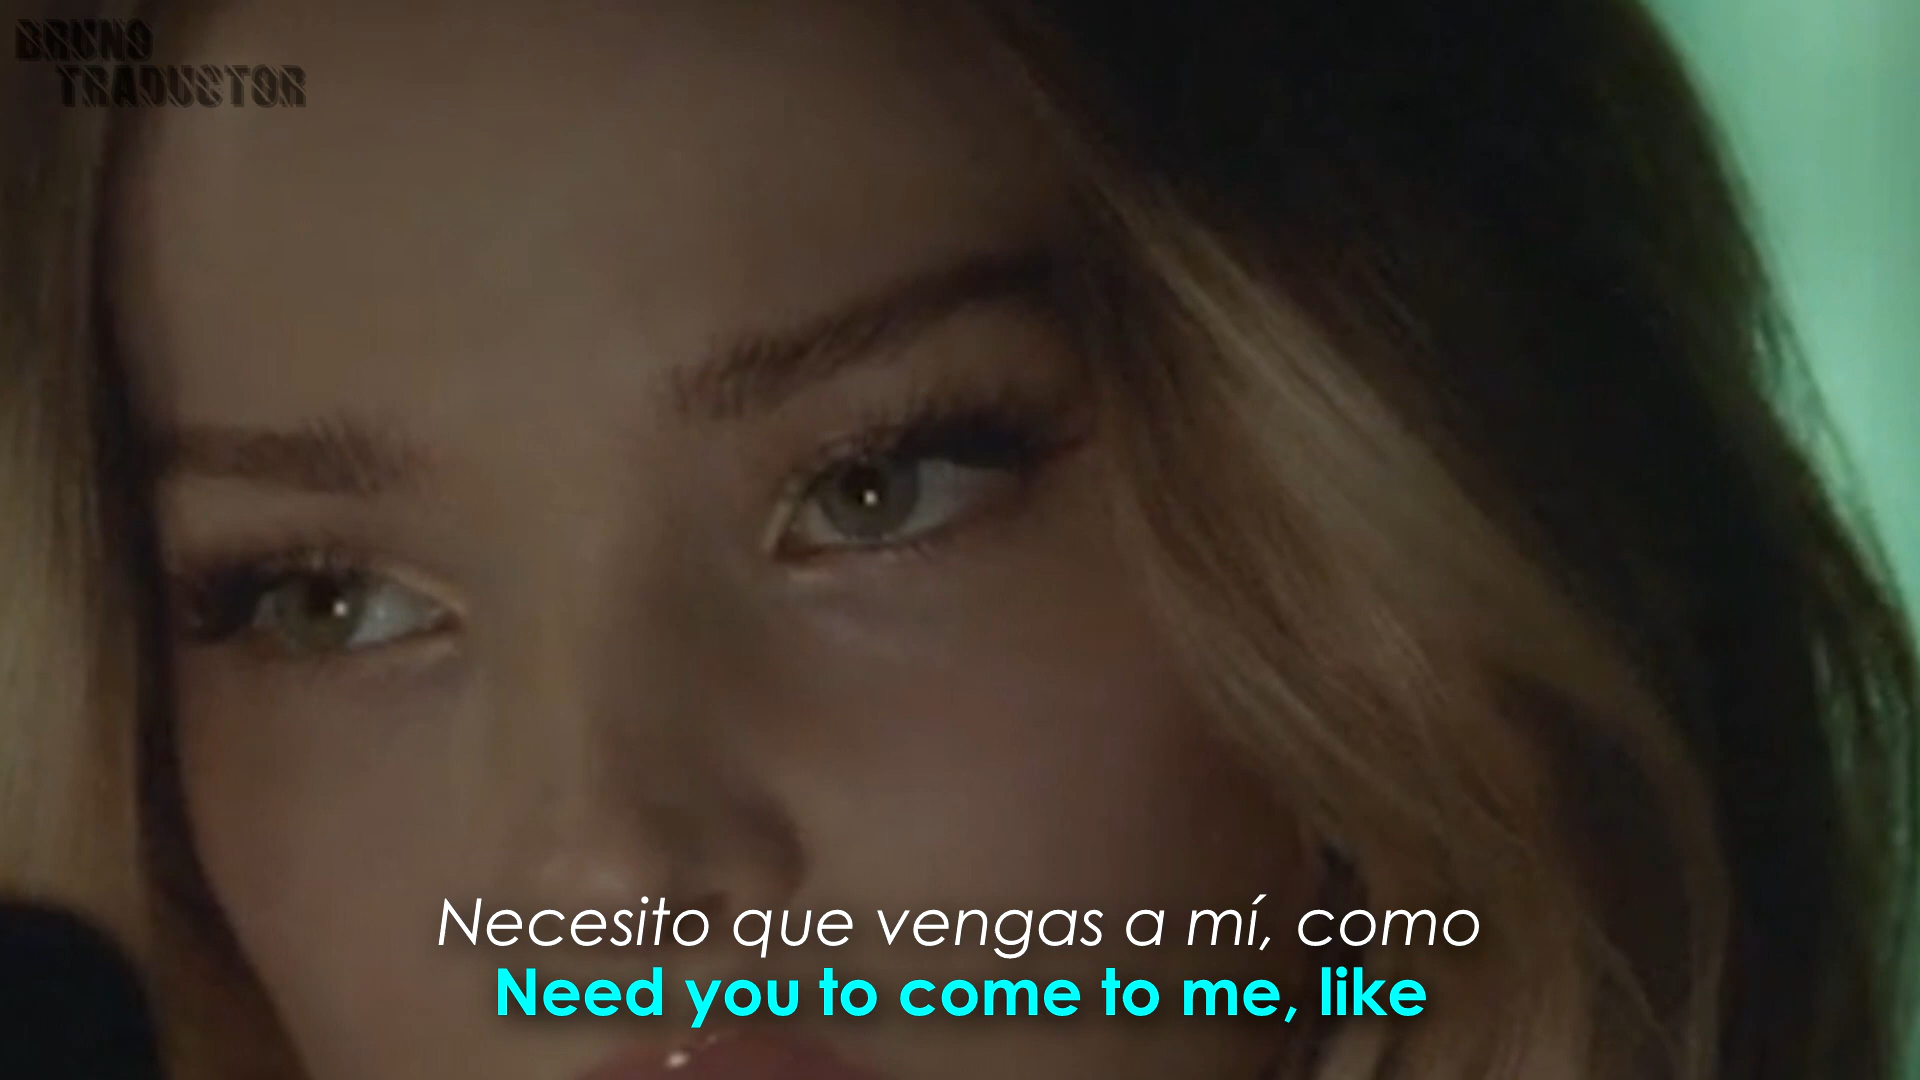 BRUNO
TRADUCTOR
Necesito que vengas a mí, como
Need you to come to me, like